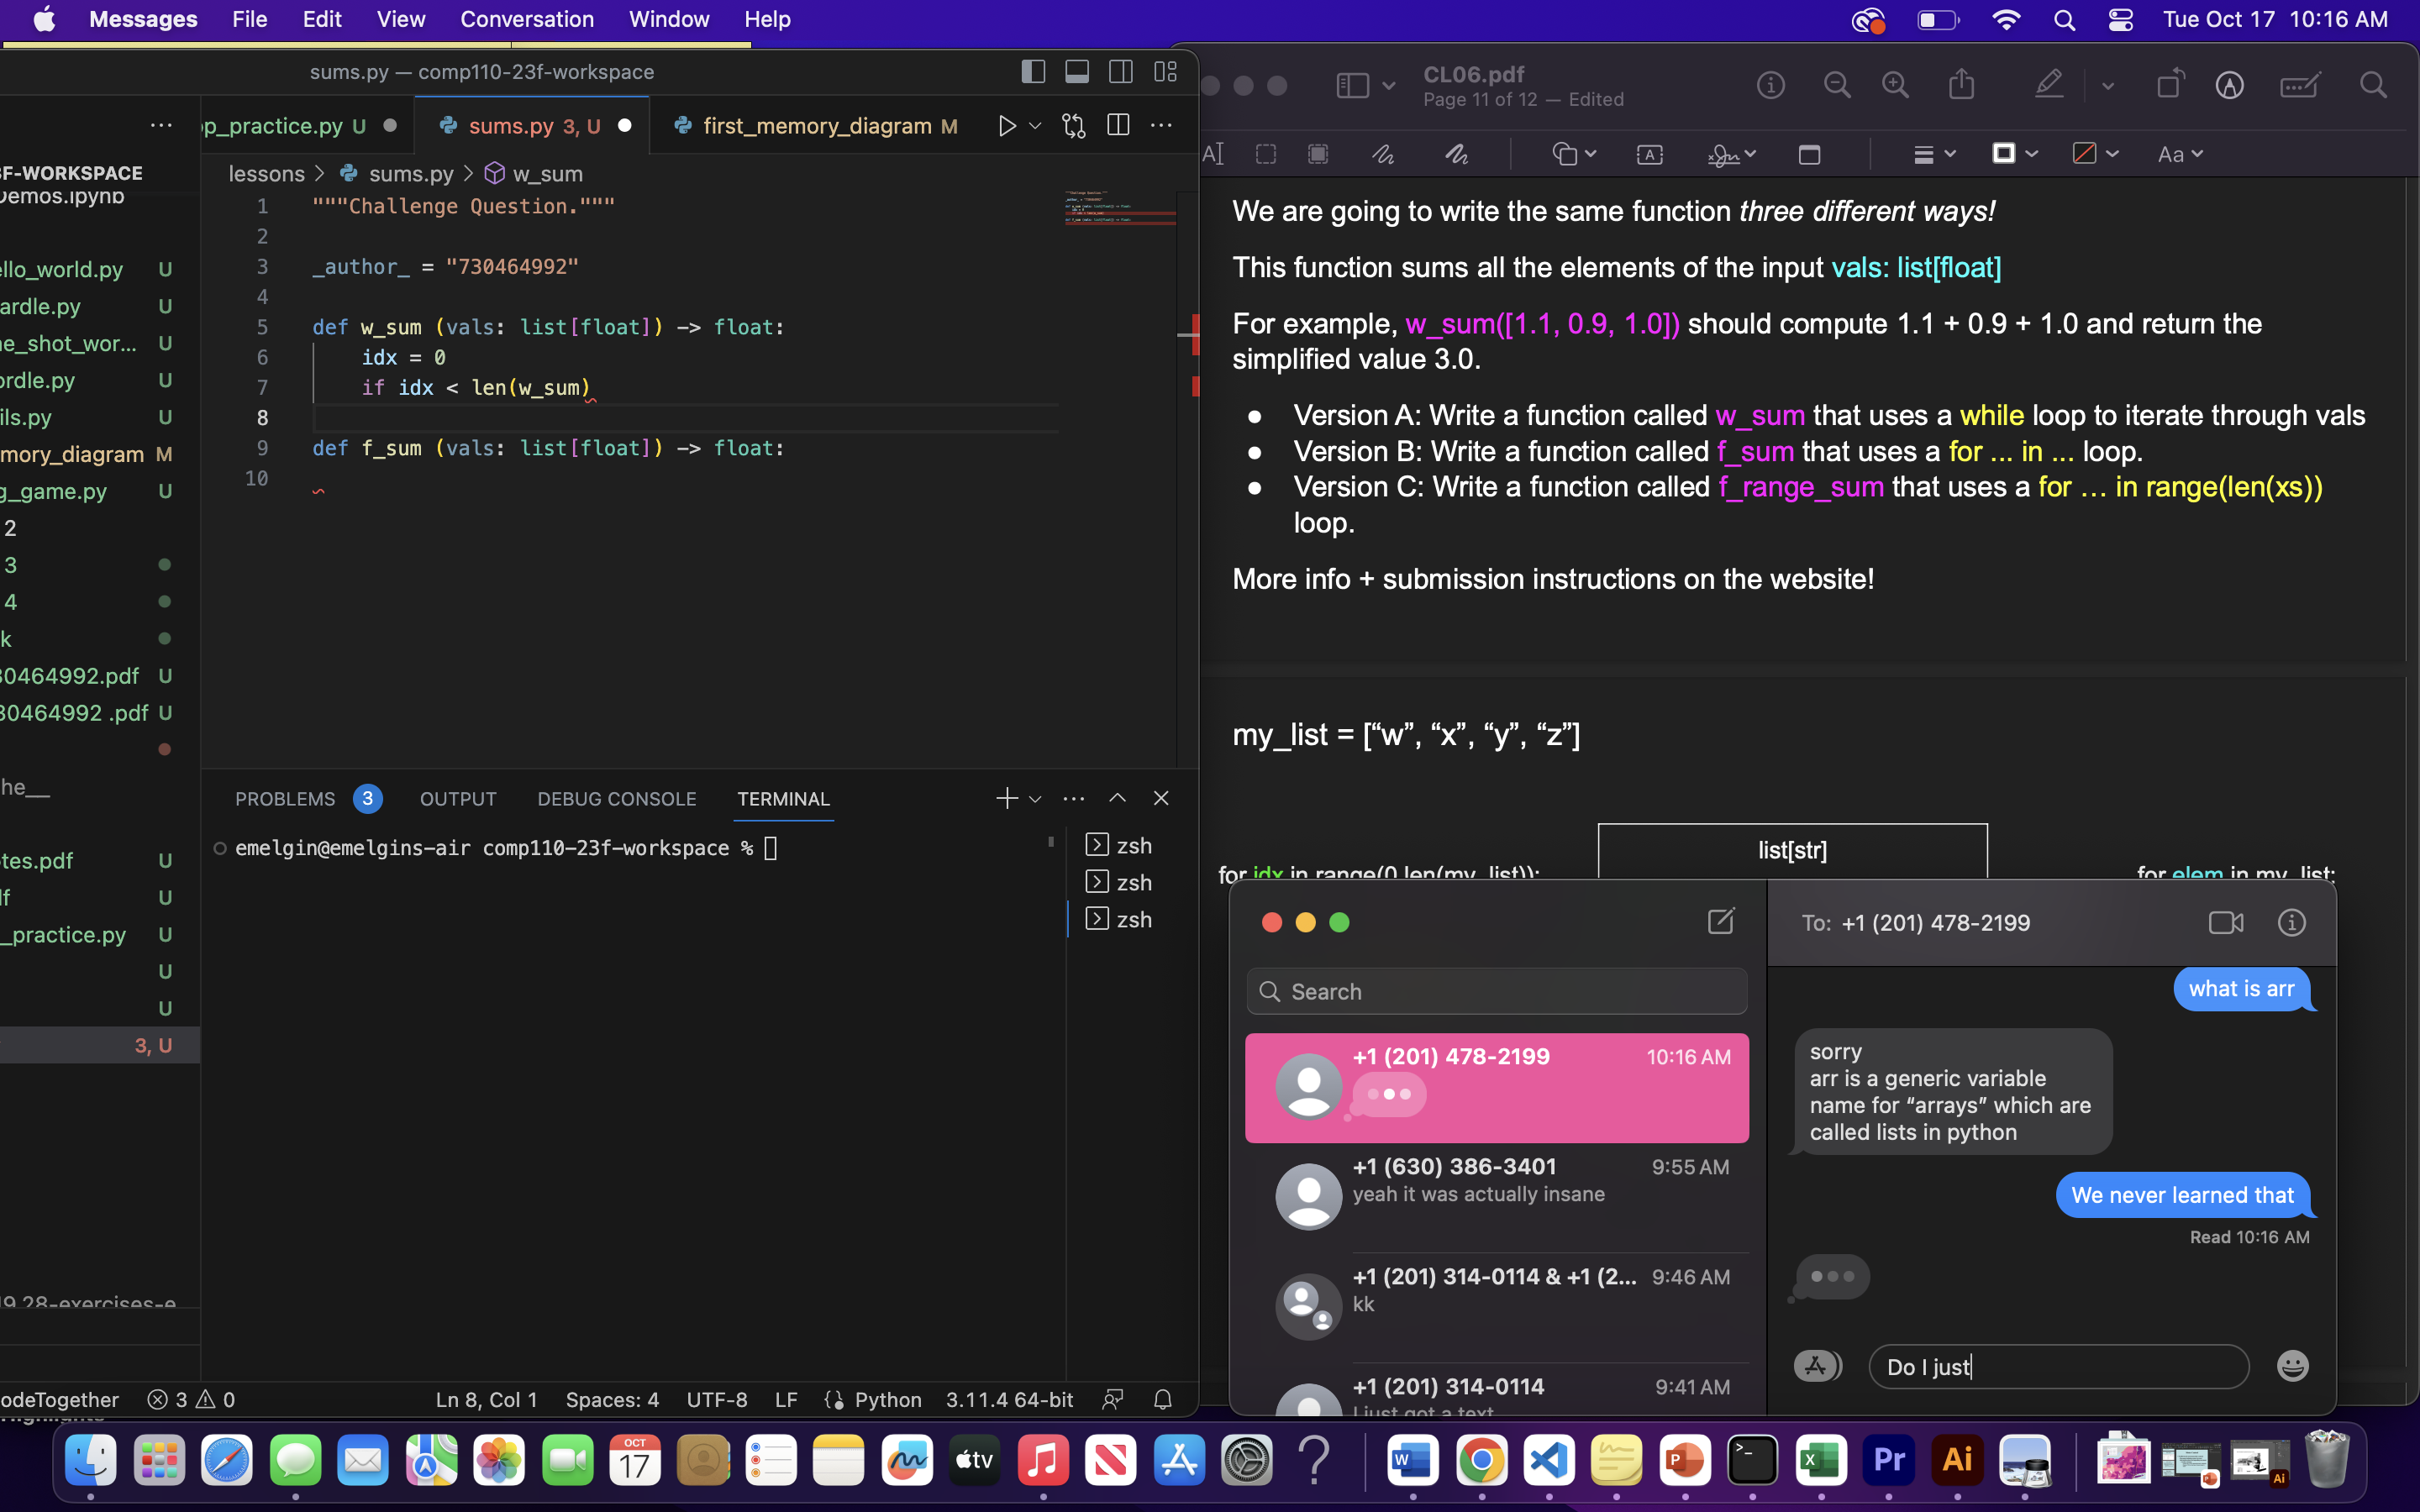 Messages File Edit View Conversation Window Help Tue Oct 17 10:16 AM
sums.py — comp110-23f-workspace
op_practice.py U sums.py 3, U first_memory_diagram M
F-WORKSPACE
Demos.ipynb
ello_world.py U
ardle.py U
ne_shot_wor... U
ordle.py U
ils.py U
mory_diagram M
g_game.py U
2
3
4
k
30464992.pdf U
30464992 .pdf U
he__
tes.pdf U
lf U
_practice.py U
U
U
3, U
lessons > sums.py > w_sum
1 """Challenge Question."""
2
3 _author_ = "730464992"
4
5 def w_sum (vals: list[float]) -> float:
6 idx = 0
7 if idx < len(w_sum)
8
9 def f_sum (vals: list[float]) -> float:
10
PROBLEMS 3 OUTPUT DEBUG CONSOLE TERMINAL
emelgin@emelgins-air comp110-23f-workspace %
zsh
zsh
zsh
odeTogether 3 0 Ln 8, Col 1 Spaces: 4 UTF-8 LF Python 3.11.4 64-bit
CL06.pdf
Page 11 of 12 — Edited
Aa
We are going to write the same function three different ways!
This function sums all the elements of the input vals: list[float]
For example, w_sum([1.1, 0.9, 1.0]) should compute 1.1 + 0.9 + 1.0 and return the
simplified value 3.0.
● Version A: Write a function called w_sum that uses a while loop to iterate through vals
● Version B: Write a function called f_sum that uses a for ... in ... loop.
● Version C: Write a function called f_range_sum that uses a for … in range(len(xs))
loop.
More info + submission instructions on the website!
my_list = [“w”, “x”, “y”, “z”]
list[str]
for idx in range(0,len(my_list)):
for elem in my_list:
Search
+1 (201) 478-2199 10:16 AM
+1 (630) 386-3401 9:55 AM
yeah it was actually insane
+1 (201) 314-0114 & +1 (2... 9:46 AM
kk
+1 (201) 314-0114 9:41 AM
I just got a text
To: +1 (201) 478-2199
what is arr
sorry
arr is a generic variable
name for “arrays” which are
called lists in python
We never learned that
Read 10:16 AM
Do I just
OCT
17
tv
W
P
X
Pr
Ai